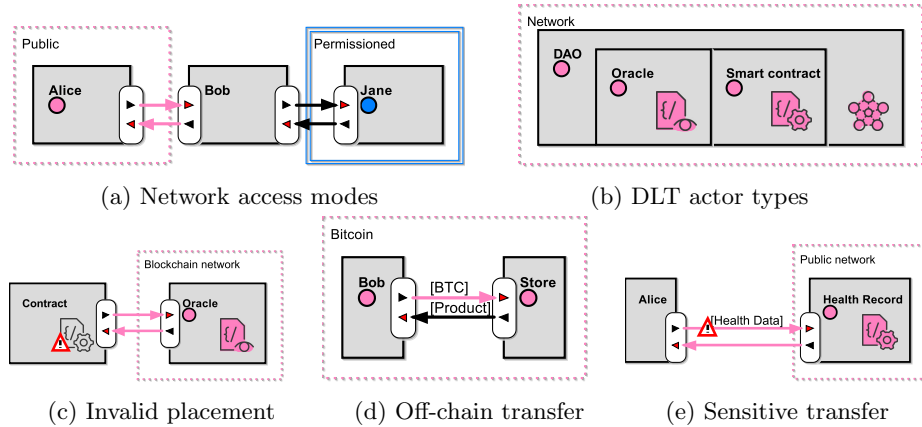 Public
Permissioned
Alice
Bob
Jane
(a) Network access modes
Network
DAO
Oracle
Smart contract
{/
{/
(b) DLT actor types
Blockchain network
Contract
Oracle
{/
!
{/
(c) Invalid placement
Bitcoin
Bob
[BTC]
Store
[Product]
(d) Off-chain transfer
Public network
Alice
Health Record
[Health Data]
!
{/
(e) Sensitive transfer